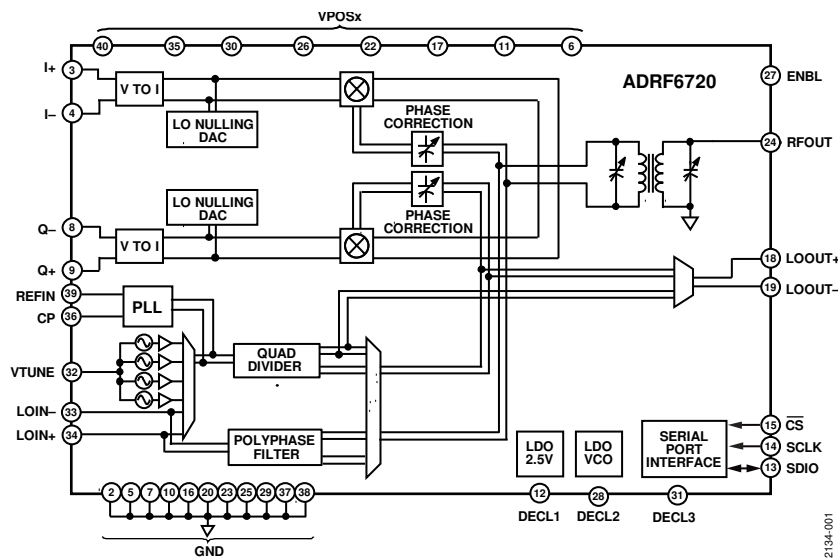 VPOSx
40 35 30 26 22 17 11 6
I+ 3
I– 4
V TO I
LO NULLING
DAC
PHASE
CORRECTION
ADRF6720
27 ENBL
24 RFOUT
LO NULLING
DAC
PHASE
CORRECTION
Q– 8
Q+ 9
V TO I
18 LOOUT+
19 LOOUT–
REFIN 39
CP 36
PLL
VTUNE 32
QUAD
DIVIDER
LOIN– 33
LOIN+ 34
POLYPHASE
FILTER
LDO
2.5V
LDO
VCO
SERIAL
PORT
INTERFACE
15 CS
14 SCLK
13 SDIO
2 5 7 10 16 20 23 25 29 37 38
GND
12
DECL1
28
DECL2
31
DECL3
2134-001